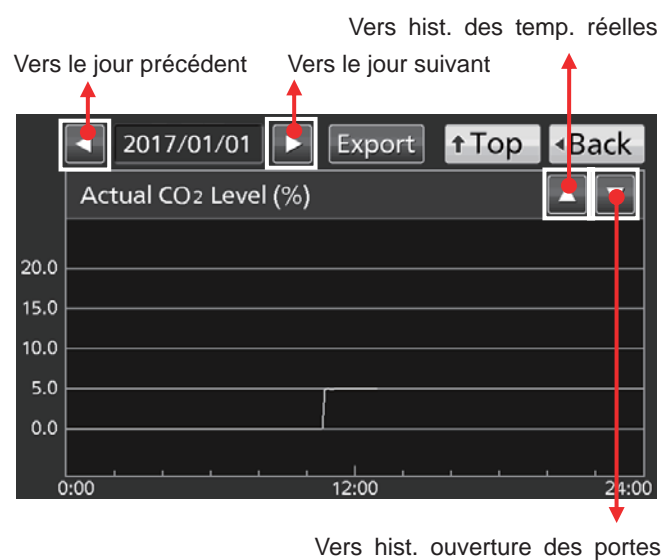 Vers hist. des temp. réelles
Vers le jour précédent Vers le jour suivant
2017/01/01 Export ↑Top ◂Back
Actual CO2 Level (%)
20.0
15.0
10.0
5.0
0.0
0:00 12:00 24:00
Vers hist. ouverture des portes